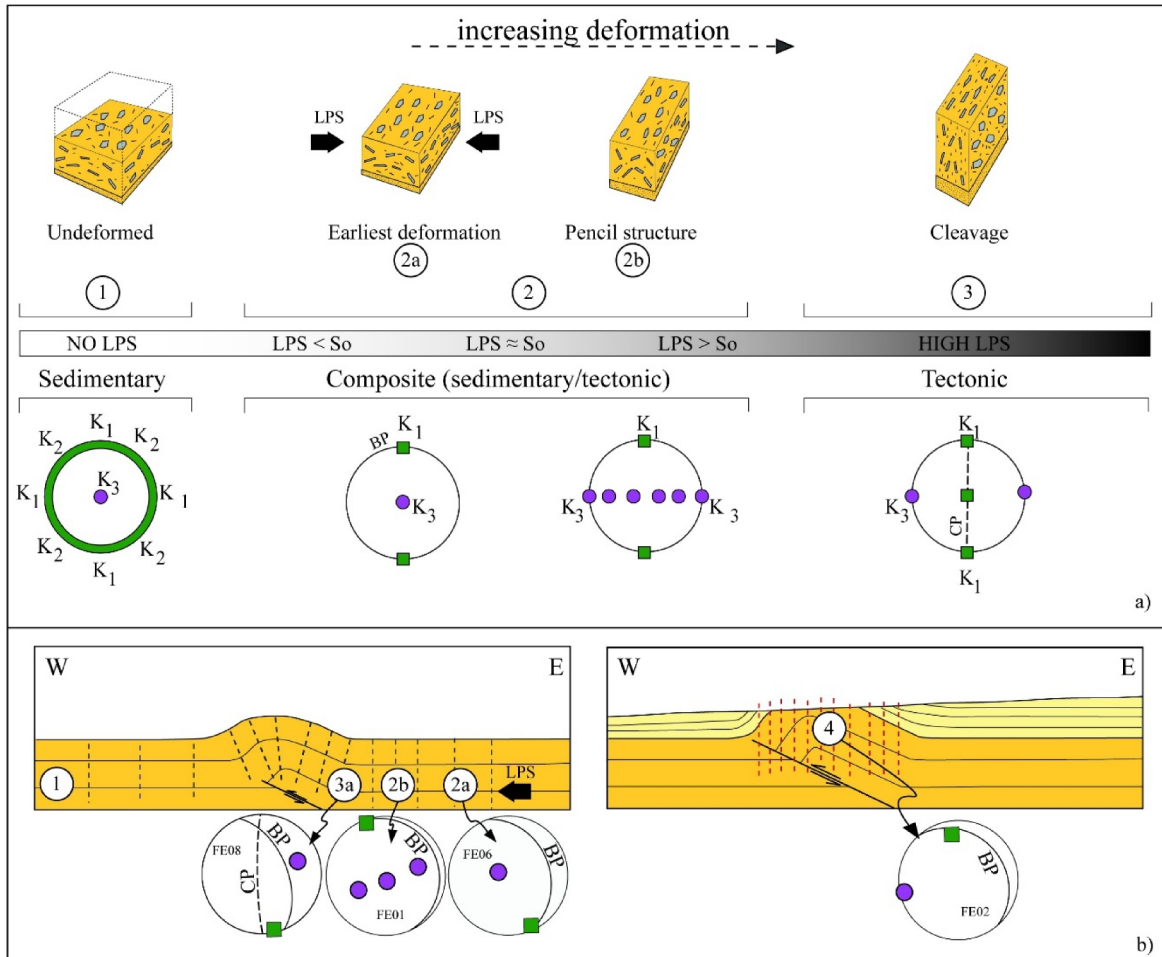 increasing deformation
LPS
LPS
Undeformed
Earliest deformation
Pencil structure
Cleavage
2a
2b
1
2
3
NO LPS
LPS < So
LPS ≈ So
LPS > So
HIGH LPS
Sedimentary
Composite (sedimentary/tectonic)
Tectonic
K1
K2
K2
K3
K1
K1
K2
K2
K1
BP
K1
K3
K1
K3
K3
K1
K3
CP
K1
a)
W
E
W
E
4
1
3a
2b
2a
LPS
FE08
CP
BP
BP
FE01
FE06
BP
BP
FE02
b)